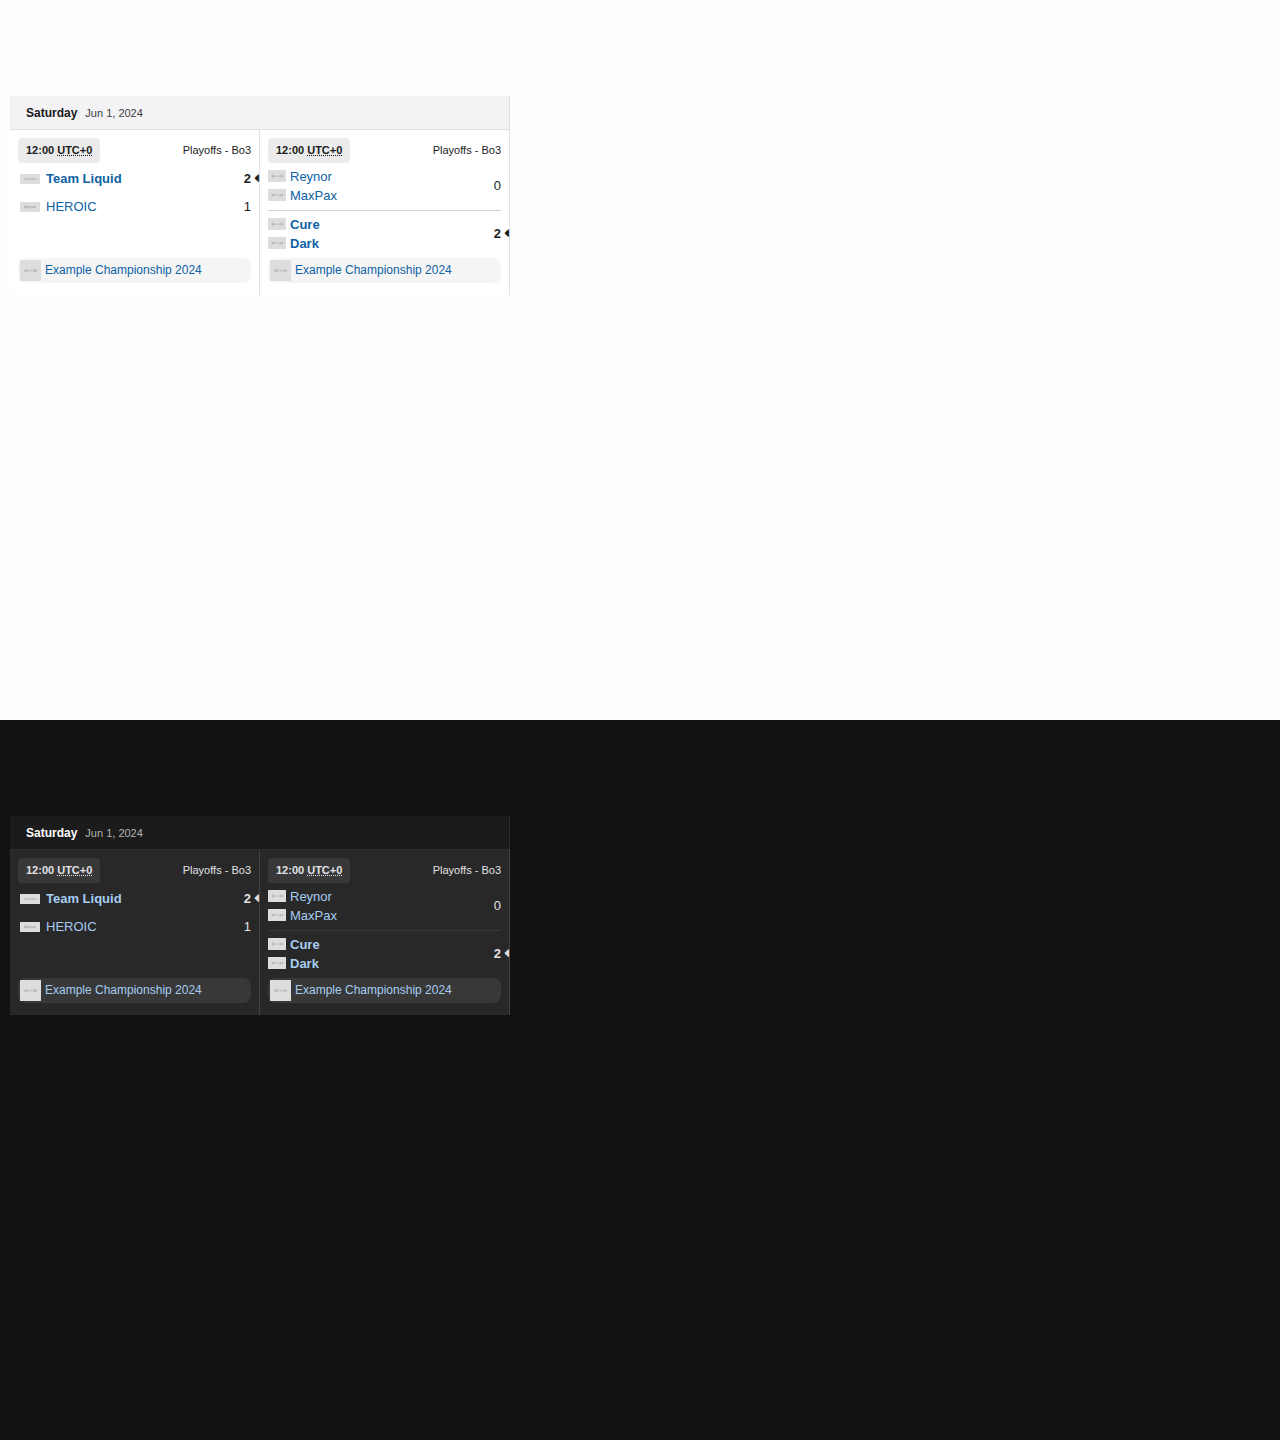 Saturday Jun 1, 2024
12:00 UTC+0 Playoffs - Bo3
Team Liquid 2
HEROIC 1
Example Championship 2024
12:00 UTC+0 Playoffs - Bo3
Reynor
MaxPax
0
Cure
Dark
2
Example Championship 2024
Saturday Jun 1, 2024
12:00 UTC+0 Playoffs - Bo3
Team Liquid 2
HEROIC 1
Example Championship 2024
12:00 UTC+0 Playoffs - Bo3
Reynor
MaxPax
0
Cure
Dark
2
Example Championship 2024